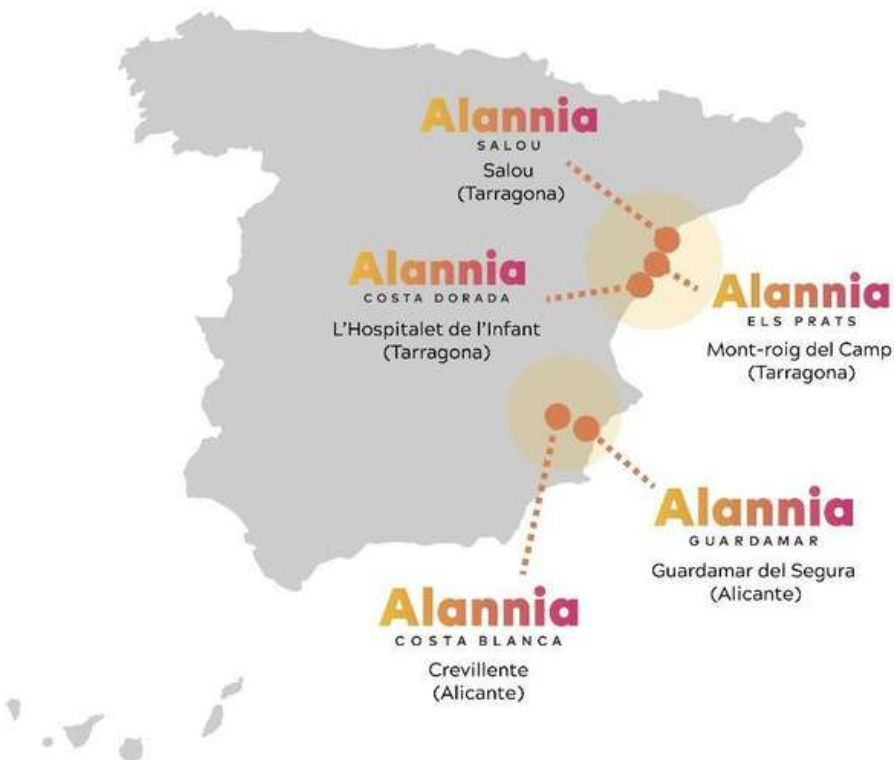 Alannia
SALOU
Salou
(Tarragona)
Alannia
COSTA DORADA
L'Hospitalet de l'Infant
(Tarragona)
Alannia
ELS PRATS
Mont-roig del Camp
(Tarragona)
Alannia
GUARDAMAR
Guardamar del Segura
(Alicante)
Alannia
COSTA BLANCA
Crevillente
(Alicante)